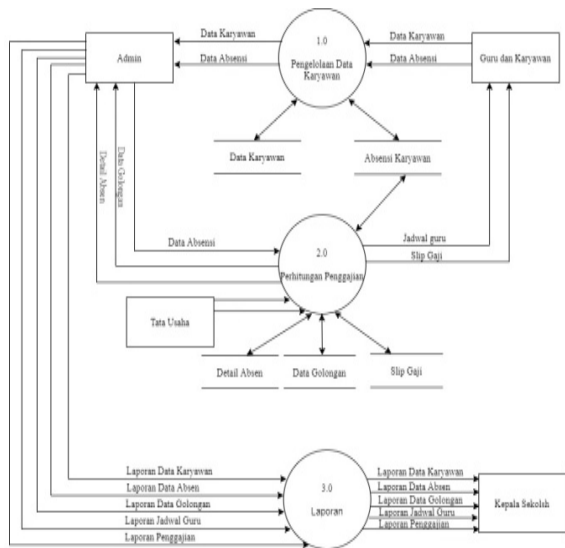 Data Karyawan
Data Absensi
Admin
1.0
Pengelolaan Data
Karyawan
Data Karyawan
Data Absensi
Guru dan Karyawan
Data Karyawan
Absensi Karyawan
Detail Absen
Data Golongan
Data Absensi
2.0
Perhitungan Penggajian
Jadwal guru
Slip Gaji
Tata Usaha
Detail Absen
Data Golongan
Slip Gaji
Laporan Data Karyawan
Laporan Data Absen
Laporan Data Golongan
Laporan Jadwal Guru
Laporan Penggajian
3.0
Laporan
Laporan Data Karyawan
Laporan Data Absen
Laporan Data Golongan
Laporan Jadwal Guru
Laporan Penggajian
Kepala Sekolsh